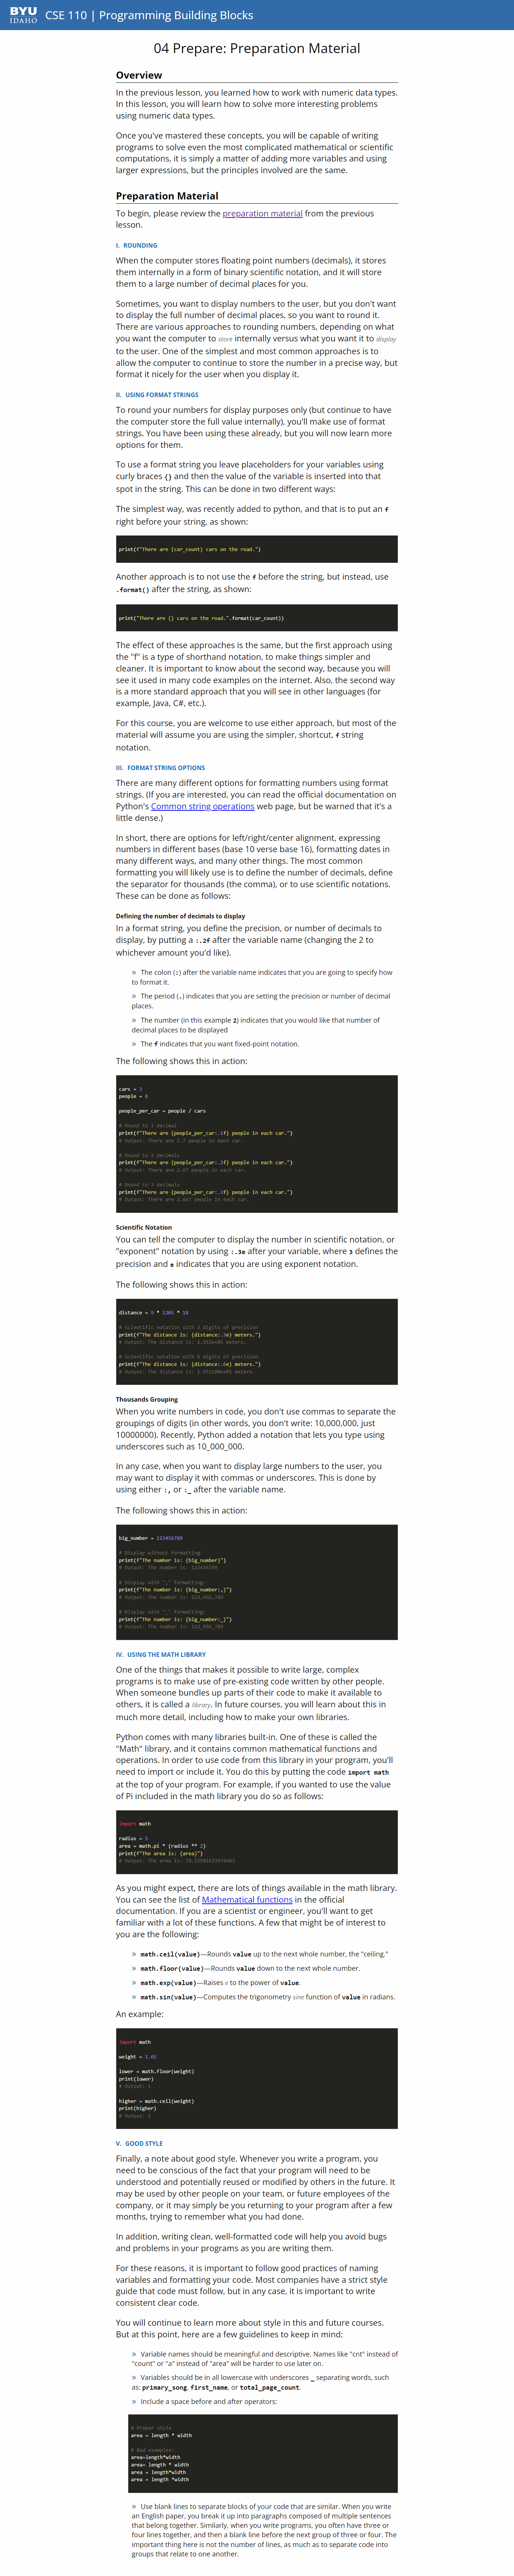 BYU
IDAHO
CSE 110 | Programming Building Blocks
04 Prepare: Preparation Material
Overview
In the previous lesson, you learned how to work with numeric data types.
In this lesson, you will learn how to solve more interesting problems
using numeric data types.
Once you've mastered these concepts, you will be capable of writing
programs to solve even the most complicated mathematical or scientific
computations, it is simply a matter of adding more variables and using
larger expressions, but the principles involved are the same.
Preparation Material
To begin, please review the preparation material from the previous
lesson.
I. ROUNDING
When the computer stores floating point numbers (decimals), it stores
them internally in a form of binary scientific notation, and it will store
them to a large number of decimal places for you.
Sometimes, you want to display numbers to the user, but you don't want
to display the full number of decimal places, so you want to round it.
There are various approaches to rounding numbers, depending on what
you want the computer to store internally versus what you want it to display
to the user. One of the simplest and most common approaches is to
allow the computer to continue to store the number in a precise way, but
format it nicely for the user when you display it.
II. USING FORMAT STRINGS
To round your numbers for display purposes only (but continue to have
the computer store the full value internally), you'll make use of format
strings. You have been using these already, but you will now learn more
options for them.
To use a format string you leave placeholders for your variables using
curly braces {} and then the value of the variable is inserted into that
spot in the string. This can be done in two different ways:
The simplest way, was recently added to python, and that is to put an f
right before your string, as shown:
print(f"There are {car_count} cars on the road.")
Another approach is to not use the f before the string, but instead, use
.format() after the string, as shown:
print("There are {} cars on the road.".format(car_count))
The effect of these approaches is the same, but the first approach using
the "f" is a type of shorthand notation, to make things simpler and
cleaner. It is important to know about the second way, because you will
see it used in many code examples on the internet. Also, the second way
is a more standard approach that you will see in other languages (for
example, Java, C#, etc.).
For this course, you are welcome to use either approach, but most of the
material will assume you are using the simpler, shortcut, f string
notation.
III. FORMAT STRING OPTIONS
There are many different options for formatting numbers using format
strings. (If you are interested, you can read the official documentation on
Python's Common string operations web page, but be warned that it's a
little dense.)
In short, there are options for left/right/center alignment, expressing
numbers in different bases (base 10 verse base 16), formatting dates in
many different ways, and many other things. The most common
formatting you will likely use is to define the number of decimals, define
the separator for thousands (the comma), or to use scientific notations.
These can be done as follows:
Defining the number of decimals to display
In a format string, you define the precision, or number of decimals to
display, by putting a :.2f after the variable name (changing the 2 to
whichever amount you'd like).
» The colon (:) after the variable name indicates that you are going to specify how
to format it.
» The period (.) indicates that you are setting the precision or number of decimal
places.
» The number (in this example 2) indicates that you would like that number of
decimal places to be displayed
» The f indicates that you want fixed-point notation.
The following shows this in action:
cars = 3
people = 8
people_per_car = people / cars
# Round to 1 decimal
print(f"There are {people_per_car:.1f} people in each car.")
# Output: There are 2.7 people in each car.
# Round to 2 decimals
print(f"There are {people_per_car:.2f} people in each car.")
# Output: There are 2.67 people in each car.
# Round to 3 decimals
print(f"There are {people_per_car:.3f} people in each car.")
# Output: There are 2.667 people in each car.
Scientific Notation
You can tell the computer to display the number in scientific notation, or
"exponent" notation by using :.3e after your variable, where 3 defines the
precision and e indicates that you are using exponent notation.
The following shows this in action:
distance = 9 * 1205 * 18
# Scientific notation with 3 digits of precision
print(f"The distance is: {distance:.3e} meters.")
# Output: The distance is: 1.952e+05 meters.
# Scientific notation with 6 digits of precision
print(f"The distance is: {distance:.6e} meters.")
# Output: The distance is: 1.952100e+05 meters.
Thousands Grouping
When you write numbers in code, you don't use commas to separate the
groupings of digits (in other words, you don't write: 10,000,000, just
10000000). Recently, Python added a notation that lets you type using
underscores such as 10_000_000.
In any case, when you want to display large numbers to the user, you
may want to display it with commas or underscores. This is done by
using either :, or :_ after the variable name.
The following shows this in action:
big_number = 123456789
# Display without formatting:
print(f"The number is: {big_number}")
# Output: The number is: 123456789
# Display with "," formatting:
print(f"The number is: {big_number:,}")
# Output: The number is: 123,456,789
# Display with "_" formatting:
print(f"The number is: {big_number:_}")
# Output: The number is: 123_456_789
IV. USING THE MATH LIBRARY
One of the things that makes it possible to write large, complex
programs is to make use of pre-existing code written by other people.
When someone bundles up parts of their code to make it available to
others, it is called a library. In future courses, you will learn about this in
much more detail, including how to make your own libraries.
Python comes with many libraries built-in. One of these is called the
"Math" library, and it contains common mathematical functions and
operations. In order to use code from this library in your program, you'll
need to import or include it. You do this by putting the code import math
at the top of your program. For example, if you wanted to use the value
of Pi included in the math library you do so as follows:
import math
radius = 5
area = math.pi * (radius ** 2)
print(f"The area is: {area}")
# Output: The area is: 78.53981633974483
As you might expect, there are lots of things available in the math library.
You can see the list of Mathematical functions in the official
documentation. If you are a scientist or engineer, you'll want to get
familiar with a lot of these functions. A few that might be of interest to
you are the following:
» math.ceil(value)—Rounds value up to the next whole number, the "ceiling."
» math.floor(value)—Rounds value down to the next whole number.
» math.exp(value)—Raises e to the power of value.
» math.sin(value)—Computes the trigonometry sine function of value in radians.
An example:
import math
weight = 1.65
lower = math.floor(weight)
print(lower)
# Output: 1
higher = math.ceil(weight)
print(higher)
# Output: 2
V. GOOD STYLE
Finally, a note about good style. Whenever you write a program, you
need to be conscious of the fact that your program will need to be
understood and potentially reused or modified by others in the future. It
may be used by other people on your team, or future employees of the
company, or it may simply be you returning to your program after a few
months, trying to remember what you had done.
In addition, writing clean, well-formatted code will help you avoid bugs
and problems in your programs as you are writing them.
For these reasons, it is important to follow good practices of naming
variables and formatting your code. Most companies have a strict style
guide that code must follow, but in any case, it is important to write
consistent clear code.
You will continue to learn more about style in this and future courses.
But at this point, here are a few guidelines to keep in mind:
» Variable names should be meaningful and descriptive. Names like "cnt" instead of
"count" or "a" instead of "area" will be harder to use later on.
» Variables should be in all lowercase with underscores _ separating words, such
as: primary_song, first_name, or total_page_count.
» Include a space before and after operators:
# Proper style
area = length * width
# Bad examples:
area=length*width
area= length * width
area = length*width
area = length *width
» Use blank lines to separate blocks of your code that are similar. When you write
an English paper, you break it up into paragraphs composed of multiple sentences
that belong together. Similarly, when you write programs, you often have three or
four lines together, and then a blank line before the next group of three or four. The
important thing here is not the number of lines, as much as to separate code into
groups that relate to one another.